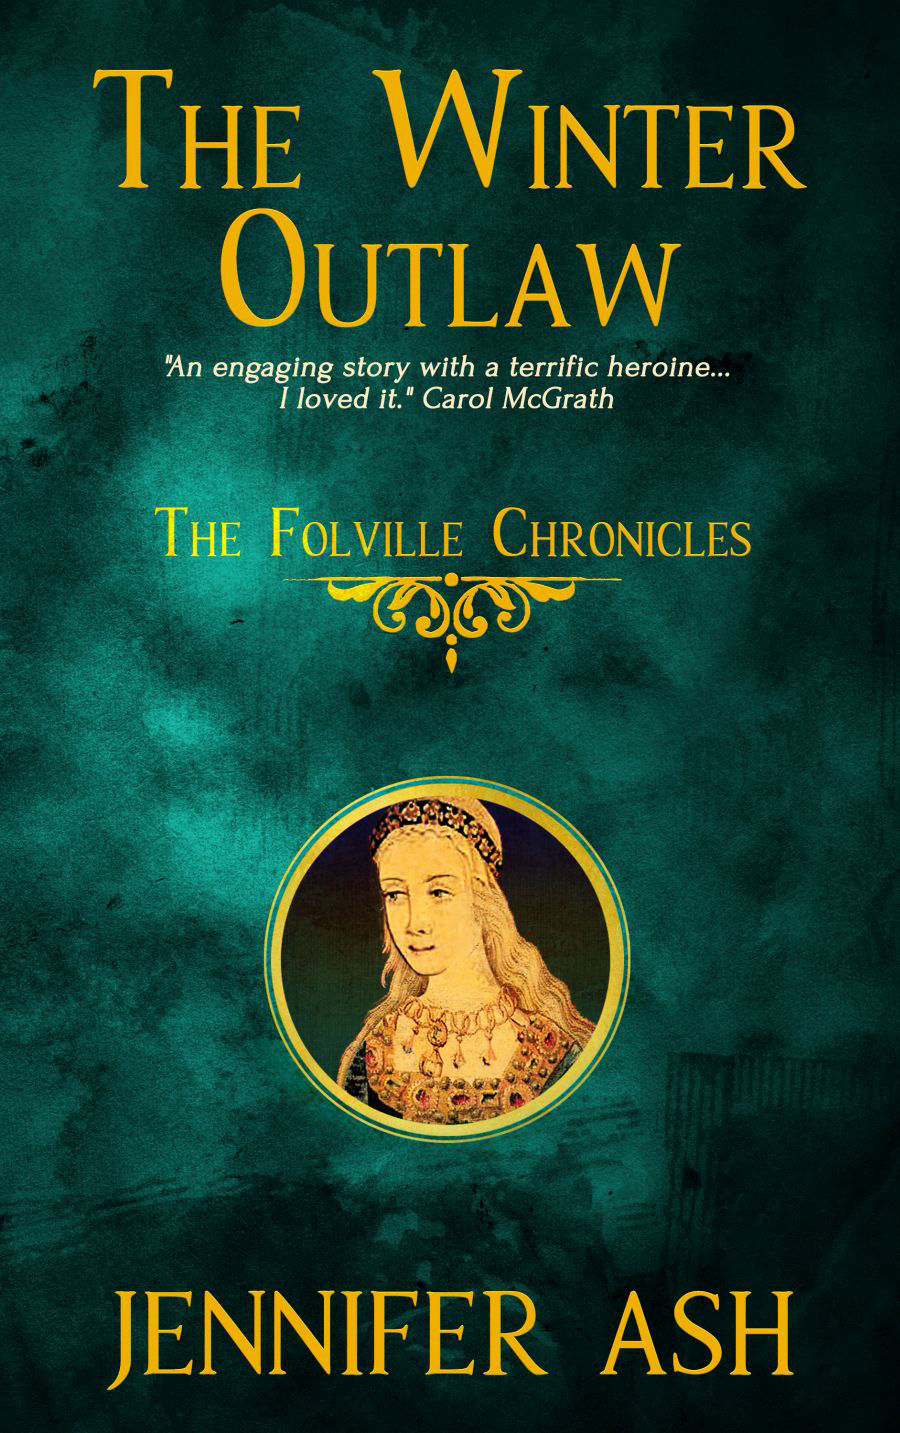 The Winter
Outlaw
"An engaging story with a terrific heroine...
I loved it." Carol McGrath
The Folville Chronicles
JENNIFER ASH